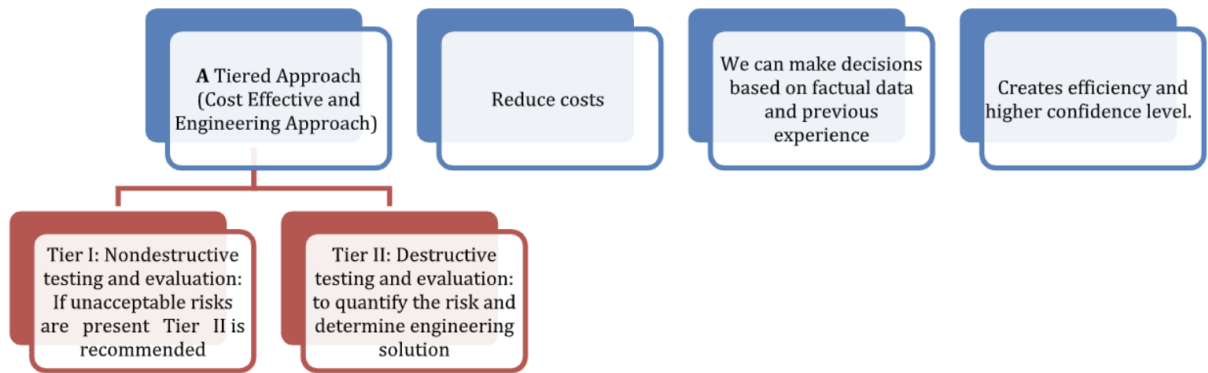 A Tiered Approach
(Cost Effective and
Engineering Approach)
Reduce costs
We can make decisions
based on factual data
and previous
experience
Creates efficiency and
higher confidence level.
Tier I: Nondestructive
testing and evaluation:
If unacceptable risks
are present Tier II is
recommended
Tier II: Destructive
testing and evaluation:
to quantify the risk and
determine engineering
solution